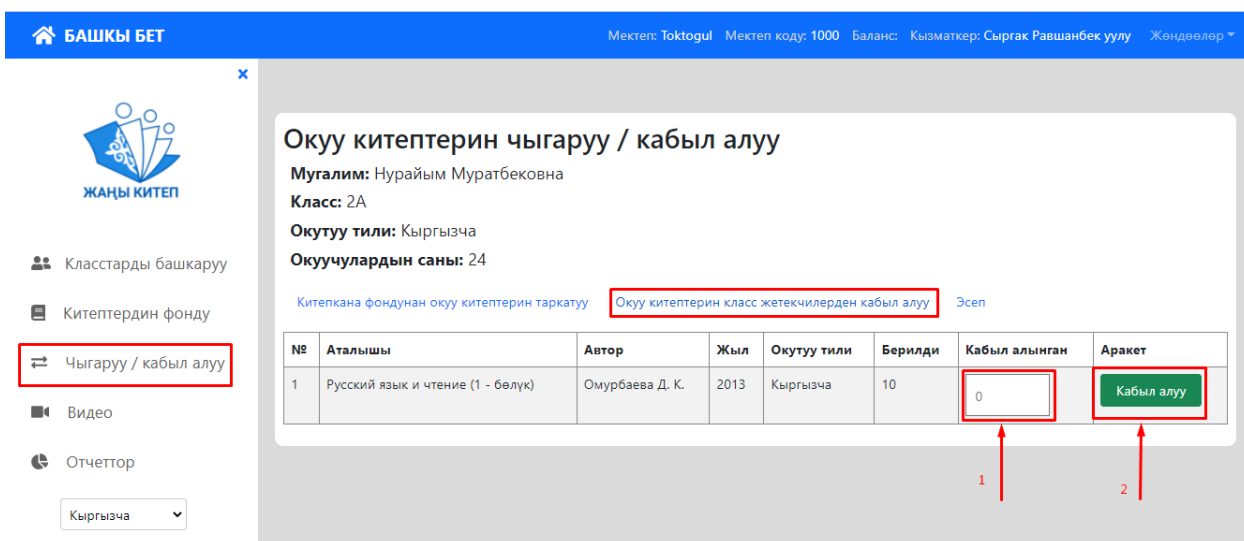 БАШКЫ БЕТ
Мектеп: Toktogul Мектеп коду: 1000 Баланс: Кызматкер: Сыргак Равшанбек уулу Жөндөөлөр
×
ЖАҢЫ КИТЕП
Класстарды башкаруу
Китептердин фонду
Чыгаруу / кабыл алуу
Видео
Отчеттор
Кыргызча
Окуу китептерин чыгаруу / кабыл алуу
Мугалим: Нурайым Муратбековна
Класс: 2А
Окутуу тили: Кыргызча
Окуучулардын саны: 24
Китепкана фондунан окуу китептерин таркатуу Окуу китептерин класс жетекчилерден кабыл алуу Эсеп
№ Аталышы Автор Жыл Окутуу тили Берилди Кабыл алынган Аракет
1 Русский язык и чтение (1 - бөлүк) Омурбаева Д. К. 2013 Кыргызча 10 0 Кабыл алуу
1 2